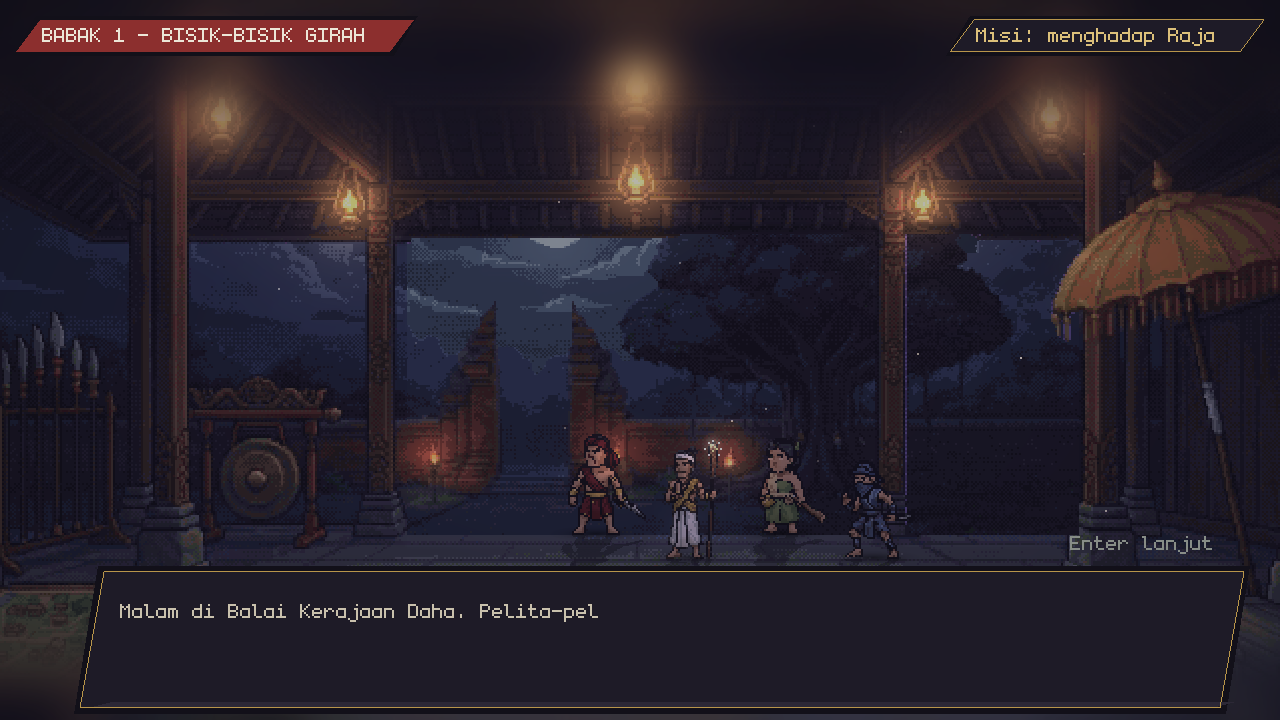 BABAK 1 - BISIK-BISIK GIRAH
Misi: menghadap Raja
Enter lanjut
Malam di Balai Kerajaan Daha. Pelita-pel